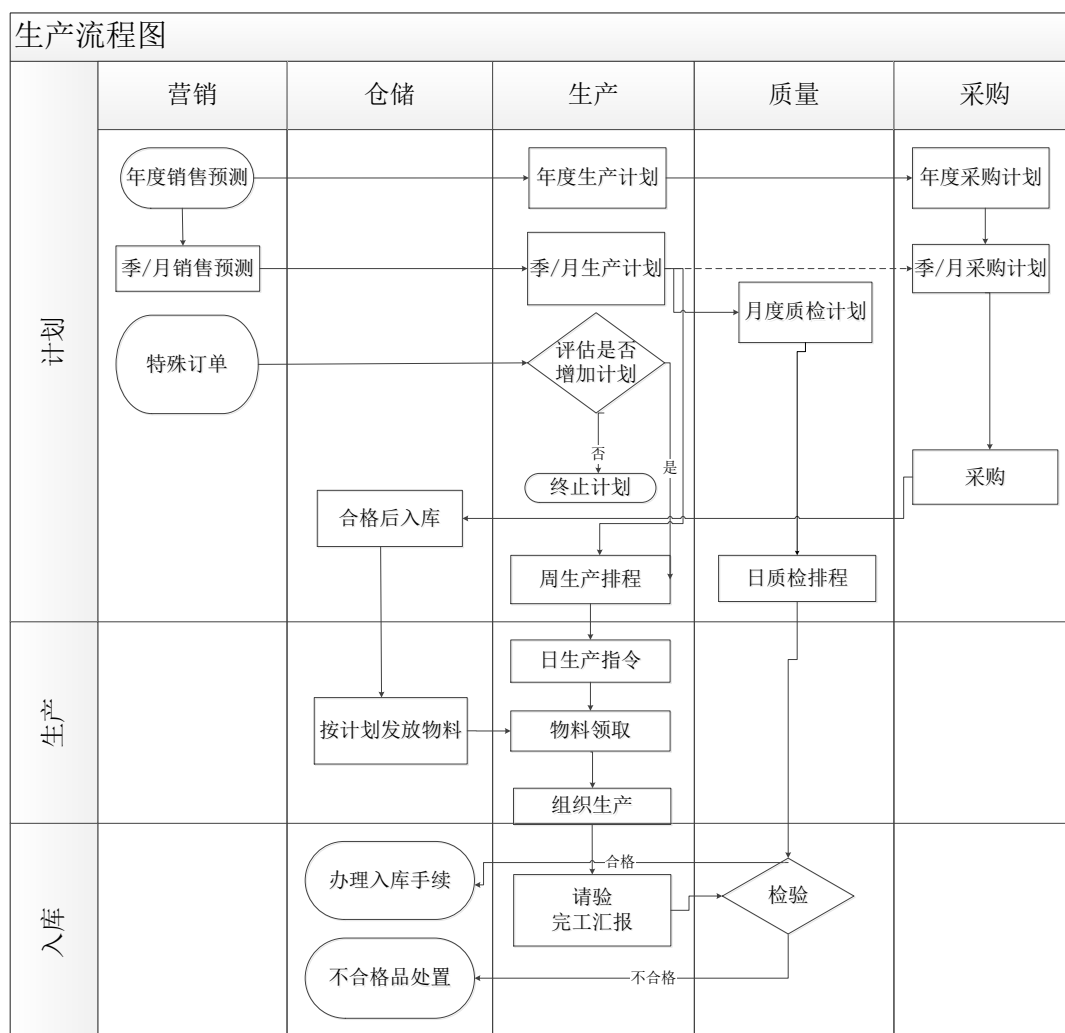 生产流程图
营销
仓储
生产
质量
采购
计划
年度销售预测
年度生产计划
年度采购计划
季/月销售预测
季/月生产计划
季/月采购计划
月度质检计划
特殊订单
评估是否
增加计划
否
是
终止计划
采购
合格后入库
周生产排程
日质检排程
生产
日生产指令
按计划发放物料
物料领取
组织生产
入库
合格
办理入库手续
请验
完工汇报
检验
不合格品处置
不合格